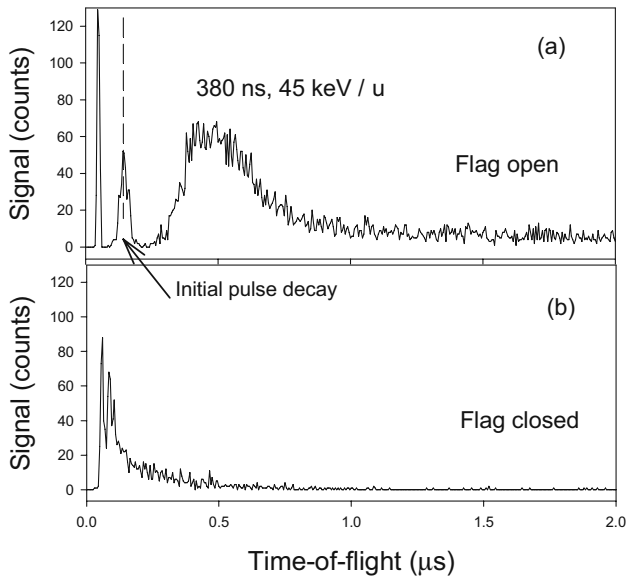 (a)
380 ns, 45 keV / u
Flag open
Signal (counts)
120
100
80
60
40
20
0
Initial pulse decay
(b)
Flag closed
Signal (counts)
120
100
80
60
40
20
0
0.0 0.5 1.0 1.5 2.0
Time-of-flight (μs)